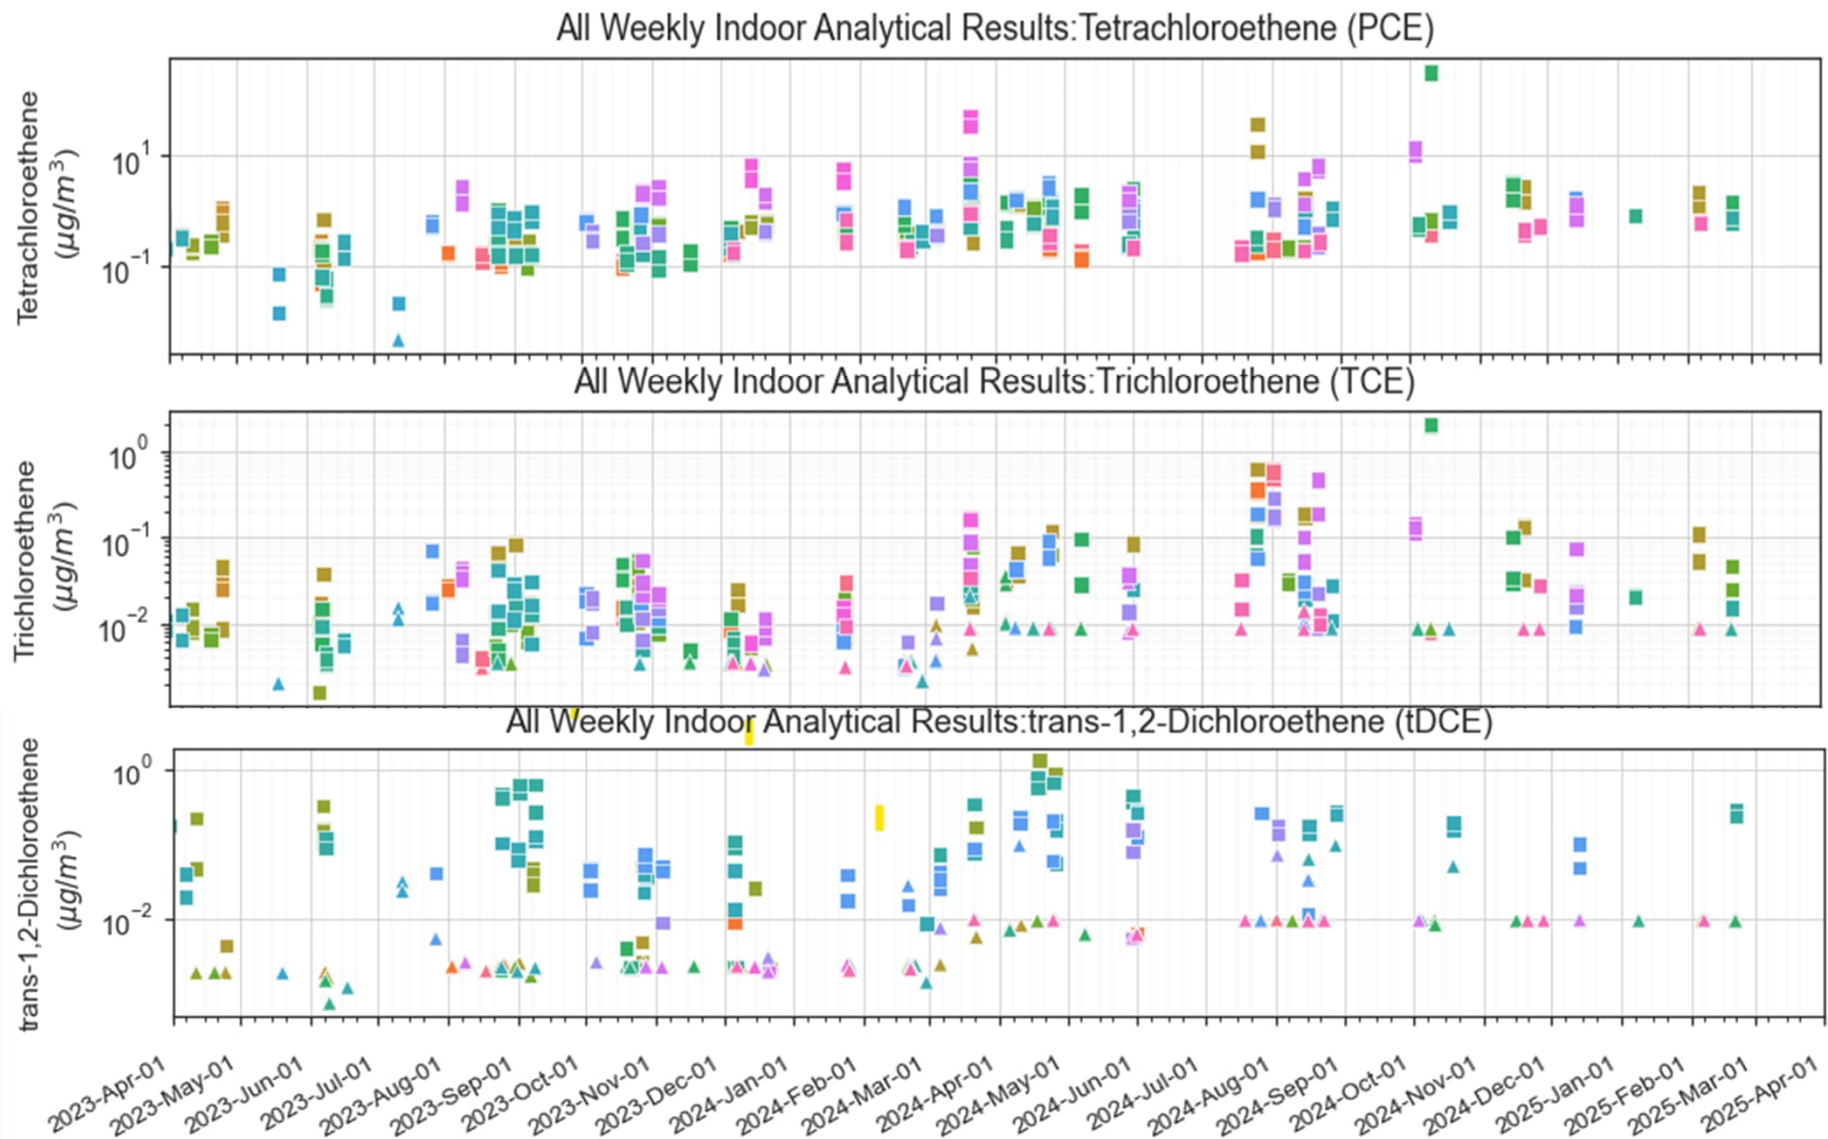 All Weekly Indoor Analytical Results:Tetrachloroethene (PCE)
Tetrachloroethene
(μg/m³)
10¹
10⁻¹
All Weekly Indoor Analytical Results:Trichloroethene (TCE)
Trichloroethene
(μg/m³)
10⁰
10⁻¹
10⁻²
All Weekly Indoor Analytical Results:trans-1,2-Dichloroethene (tDCE)
trans-1,2-Dichloroethene
(μg/m³)
10⁰
10⁻²
2023-Apr-01
2023-May-01
2023-Jun-01
2023-Jul-01
2023-Aug-01
2023-Sep-01
2023-Oct-01
2023-Nov-01
2023-Dec-01
2024-Jan-01
2024-Feb-01
2024-Mar-01
2024-Apr-01
2024-May-01
2024-Jun-01
2024-Jul-01
2024-Aug-01
2024-Sep-01
2024-Oct-01
2024-Nov-01
2024-Dec-01
2025-Jan-01
2025-Feb-01
2025-Mar-01
2025-Apr-01